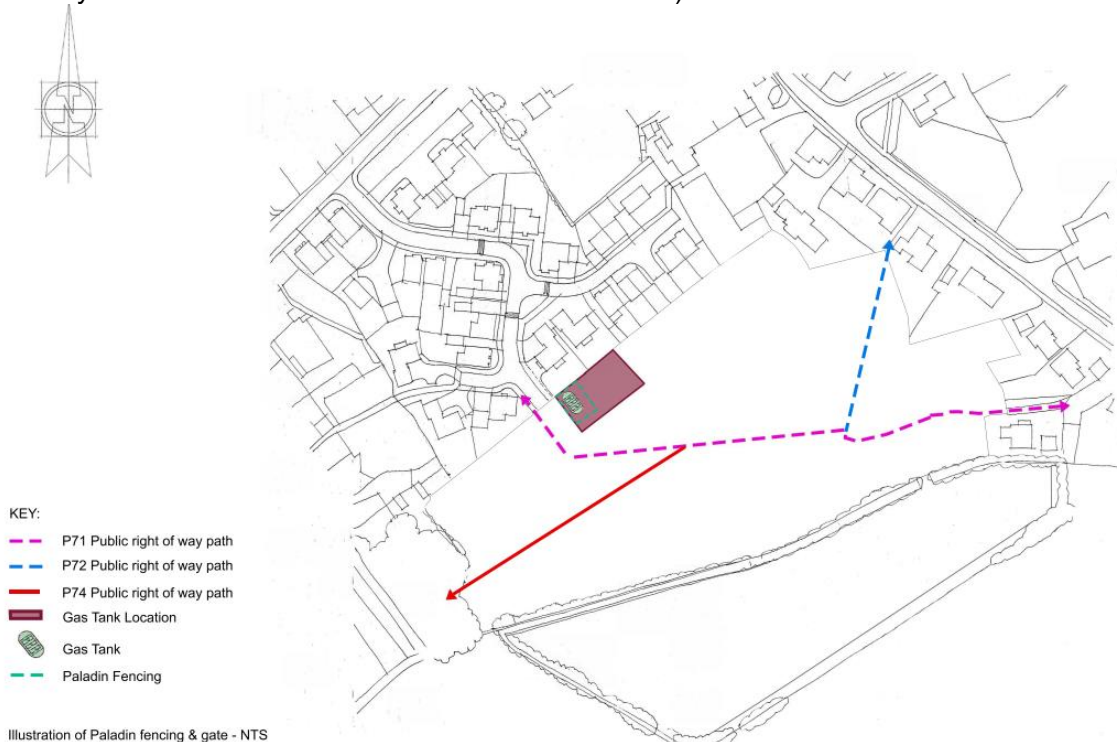 N
KEY:
P71 Public right of way path
P72 Public right of way path
P74 Public right of way path
Gas Tank Location
Gas Tank
Paladin Fencing
Illustration of Paladin fencing & gate - NTS